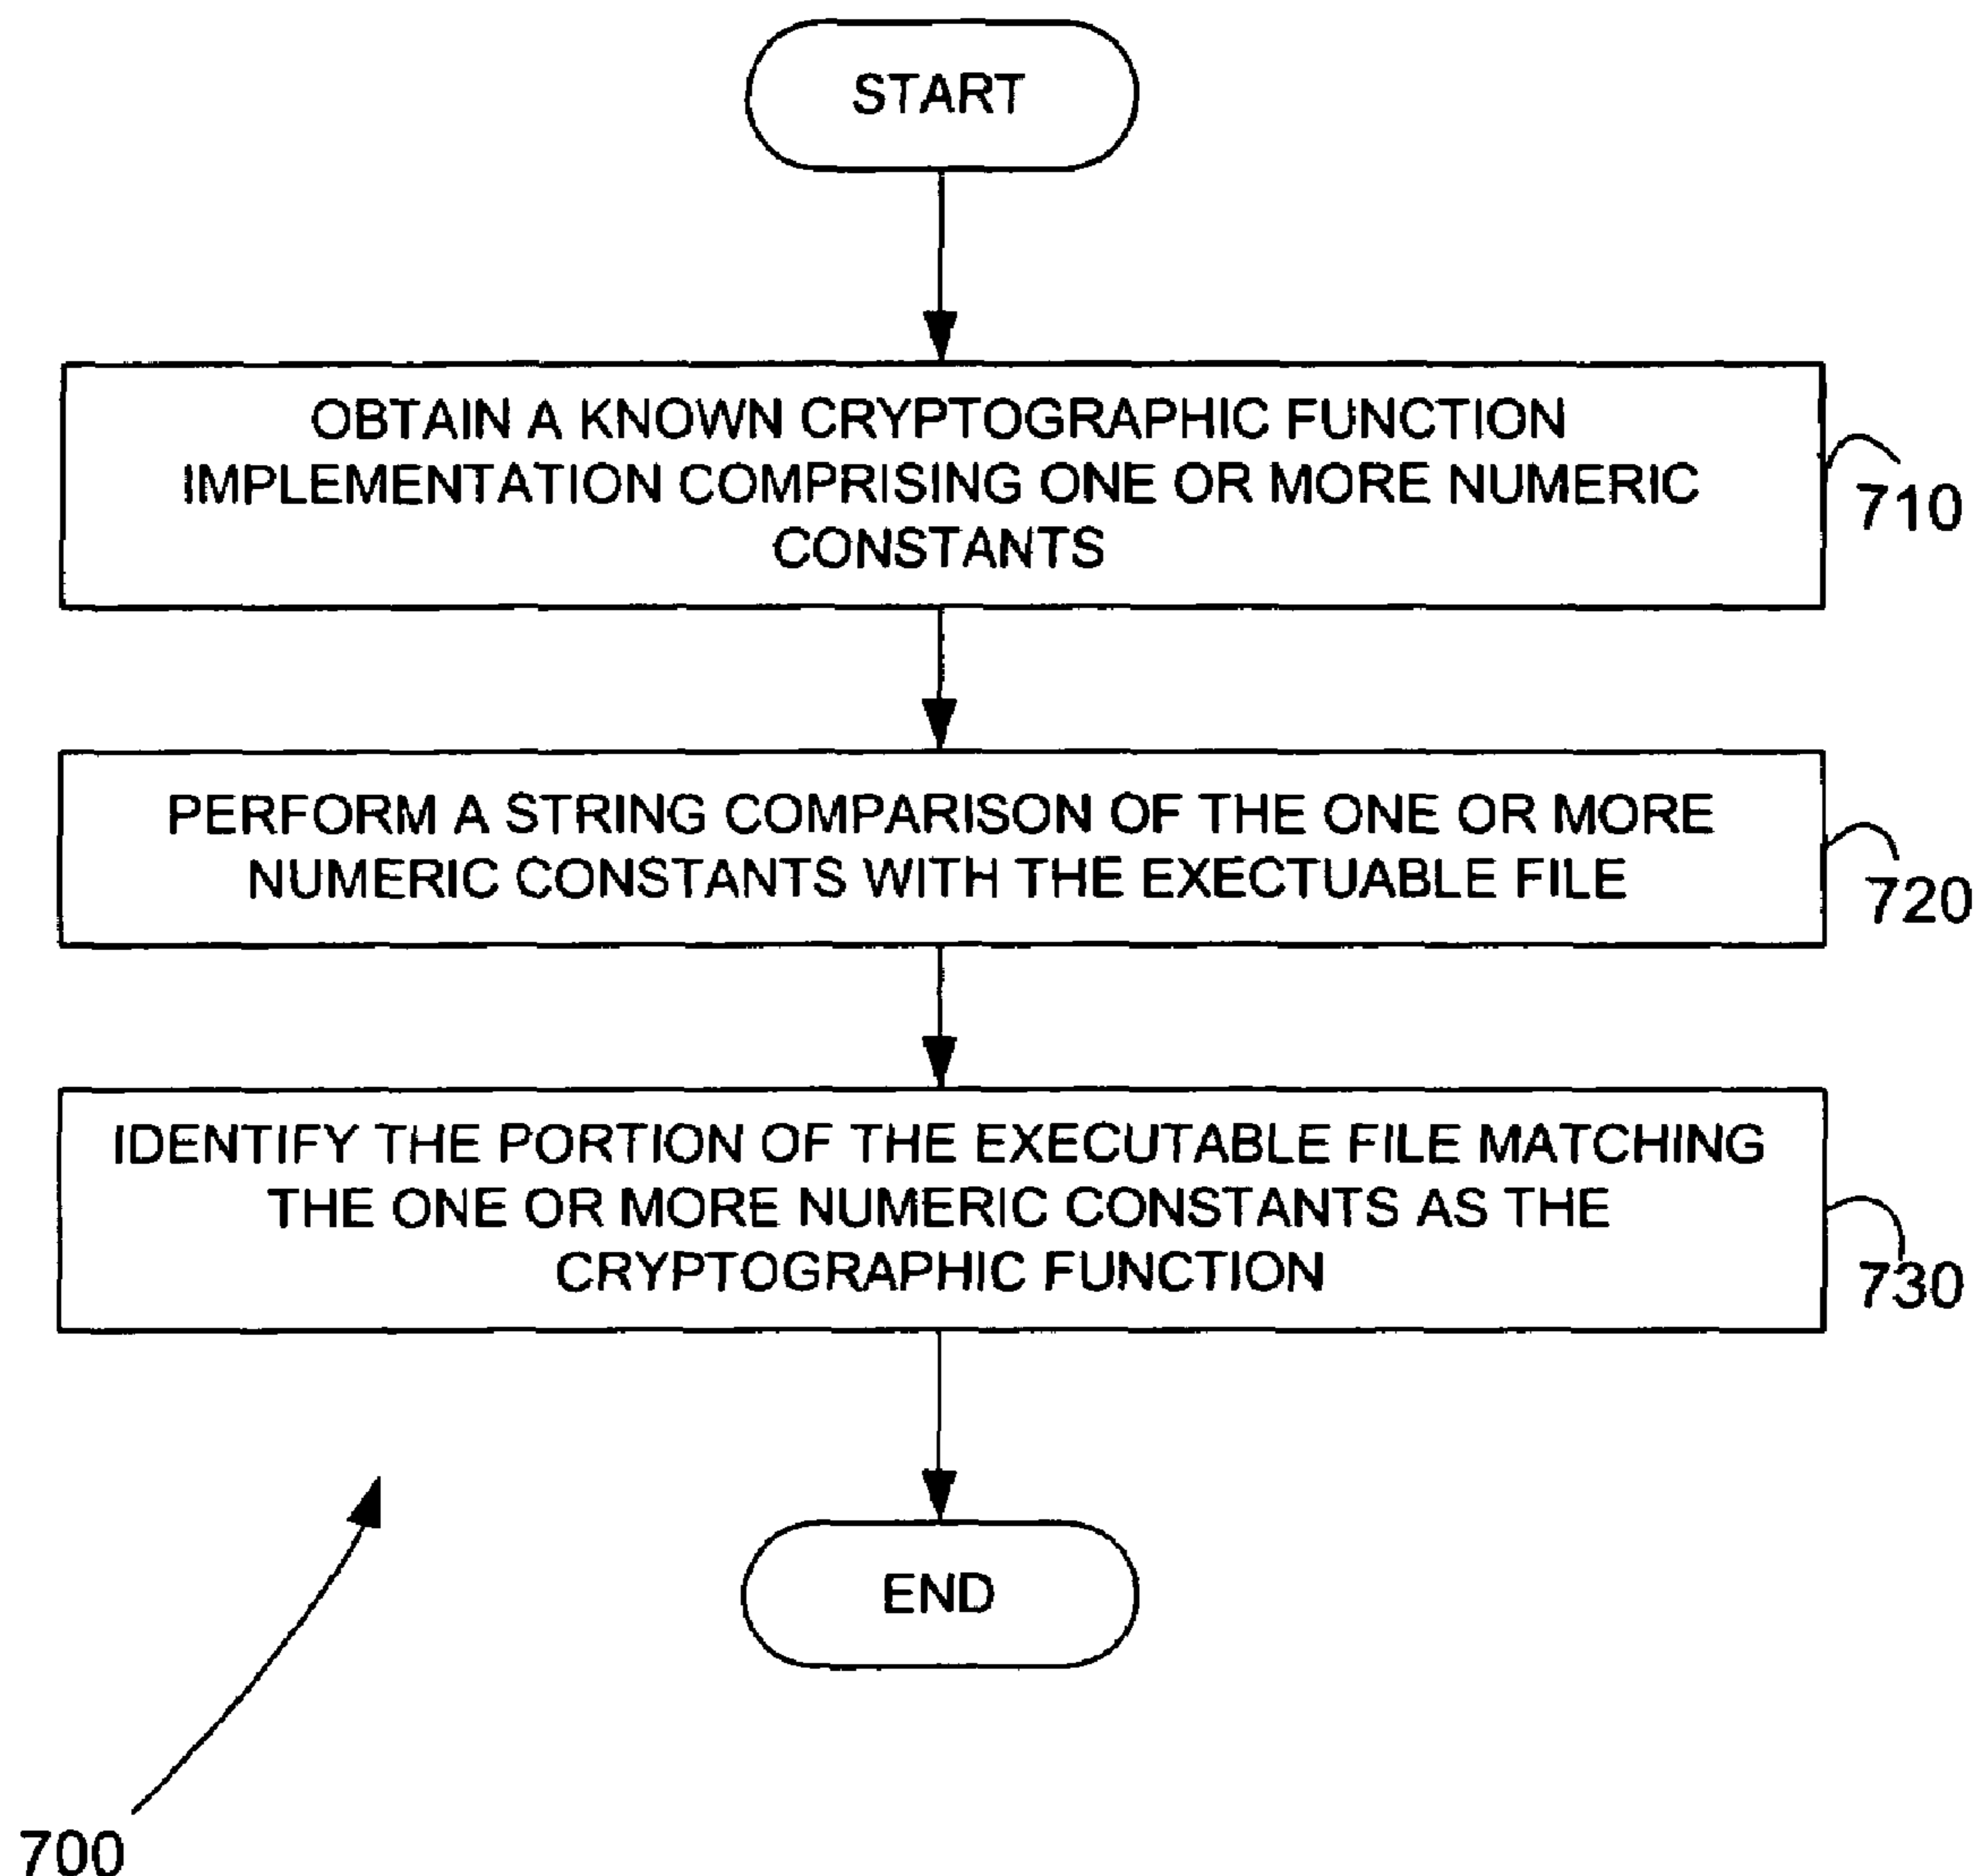 START
OBTAIN A KNOWN CRYPTOGRAPHIC FUNCTION
IMPLEMENTATION COMPRISING ONE OR MORE NUMERIC
CONSTANTS
710
PERFORM A STRING COMPARISON OF THE ONE OR MORE
NUMERIC CONSTANTS WITH THE EXECTUABLE FILE
720
IDENTIFY THE PORTION OF THE EXECUTABLE FILE MATCHING
THE ONE OR MORE NUMERIC CONSTANTS AS THE
CRYPTOGRAPHIC FUNCTION
730
END
700